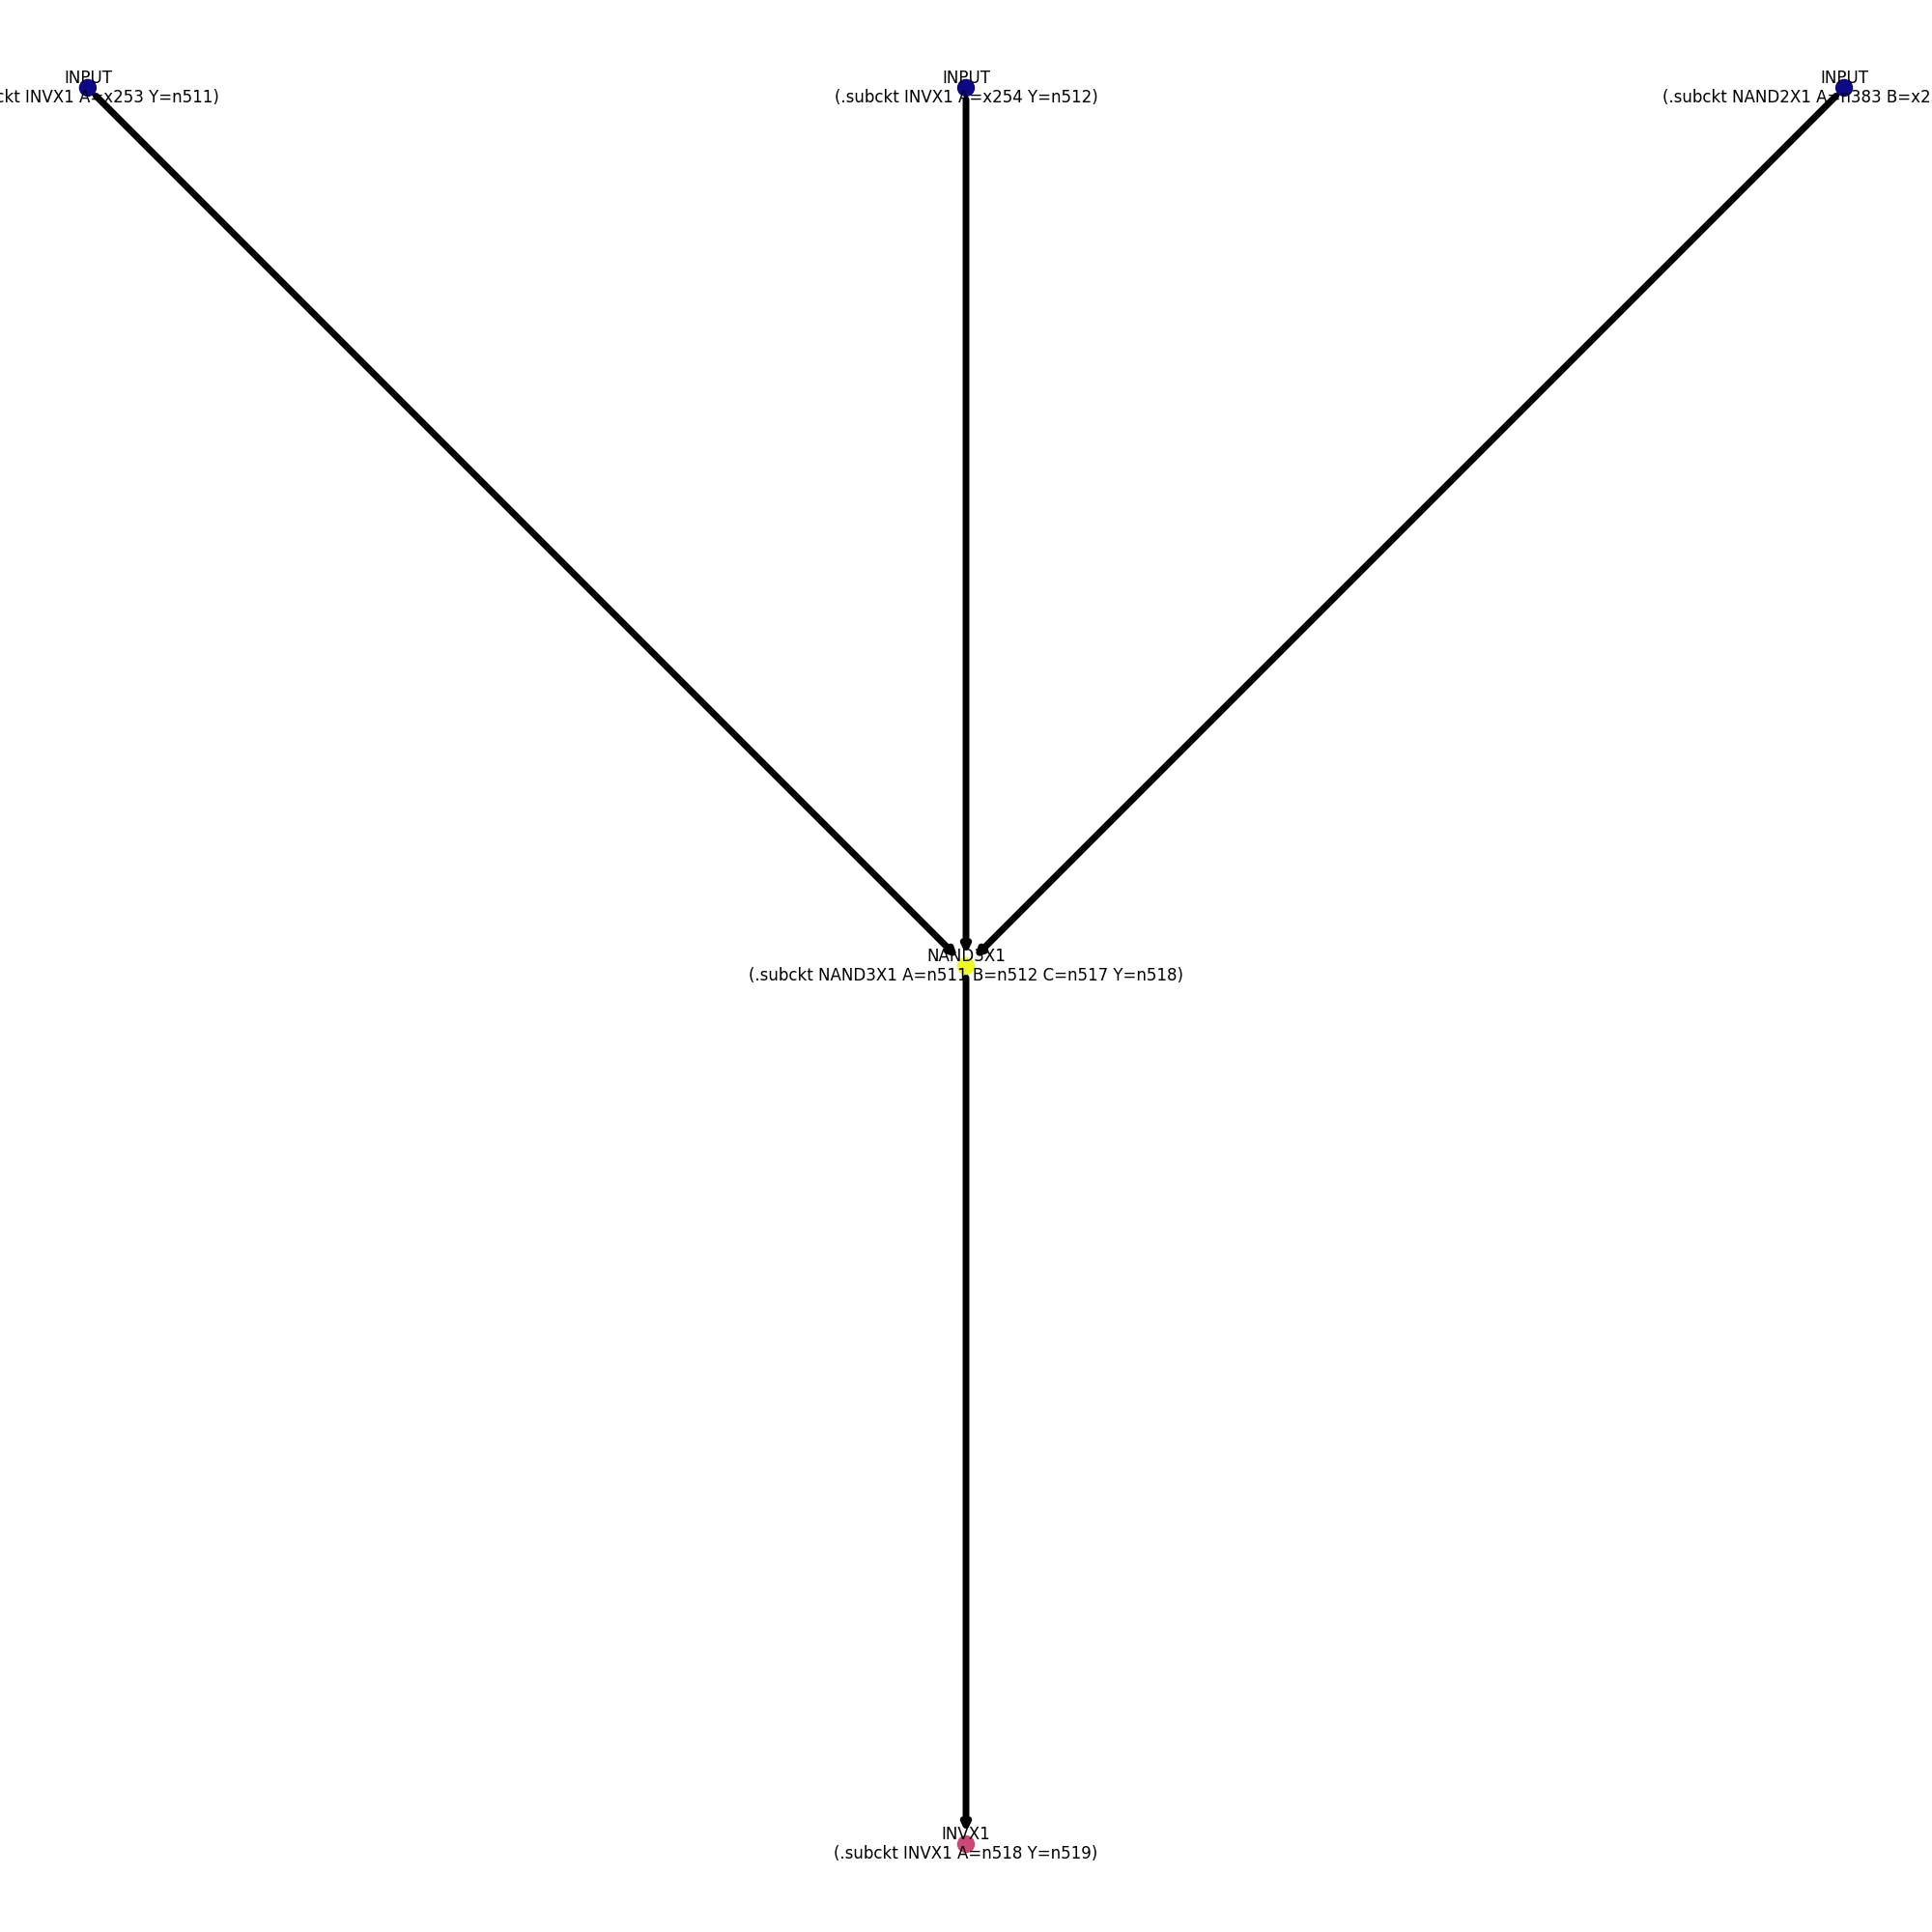 INPUT
ckt INVX1 A=x253 Y=n511)
INPUT
(.subckt INVX1 A=x254 Y=n512)
INPUT
(.subckt NAND2X1 A=n383 B=x2
NAND3X1
(.subckt NAND3X1 A=n511 B=n512 C=n517 Y=n518)
INVX1
(.subckt INVX1 A=n518 Y=n519)